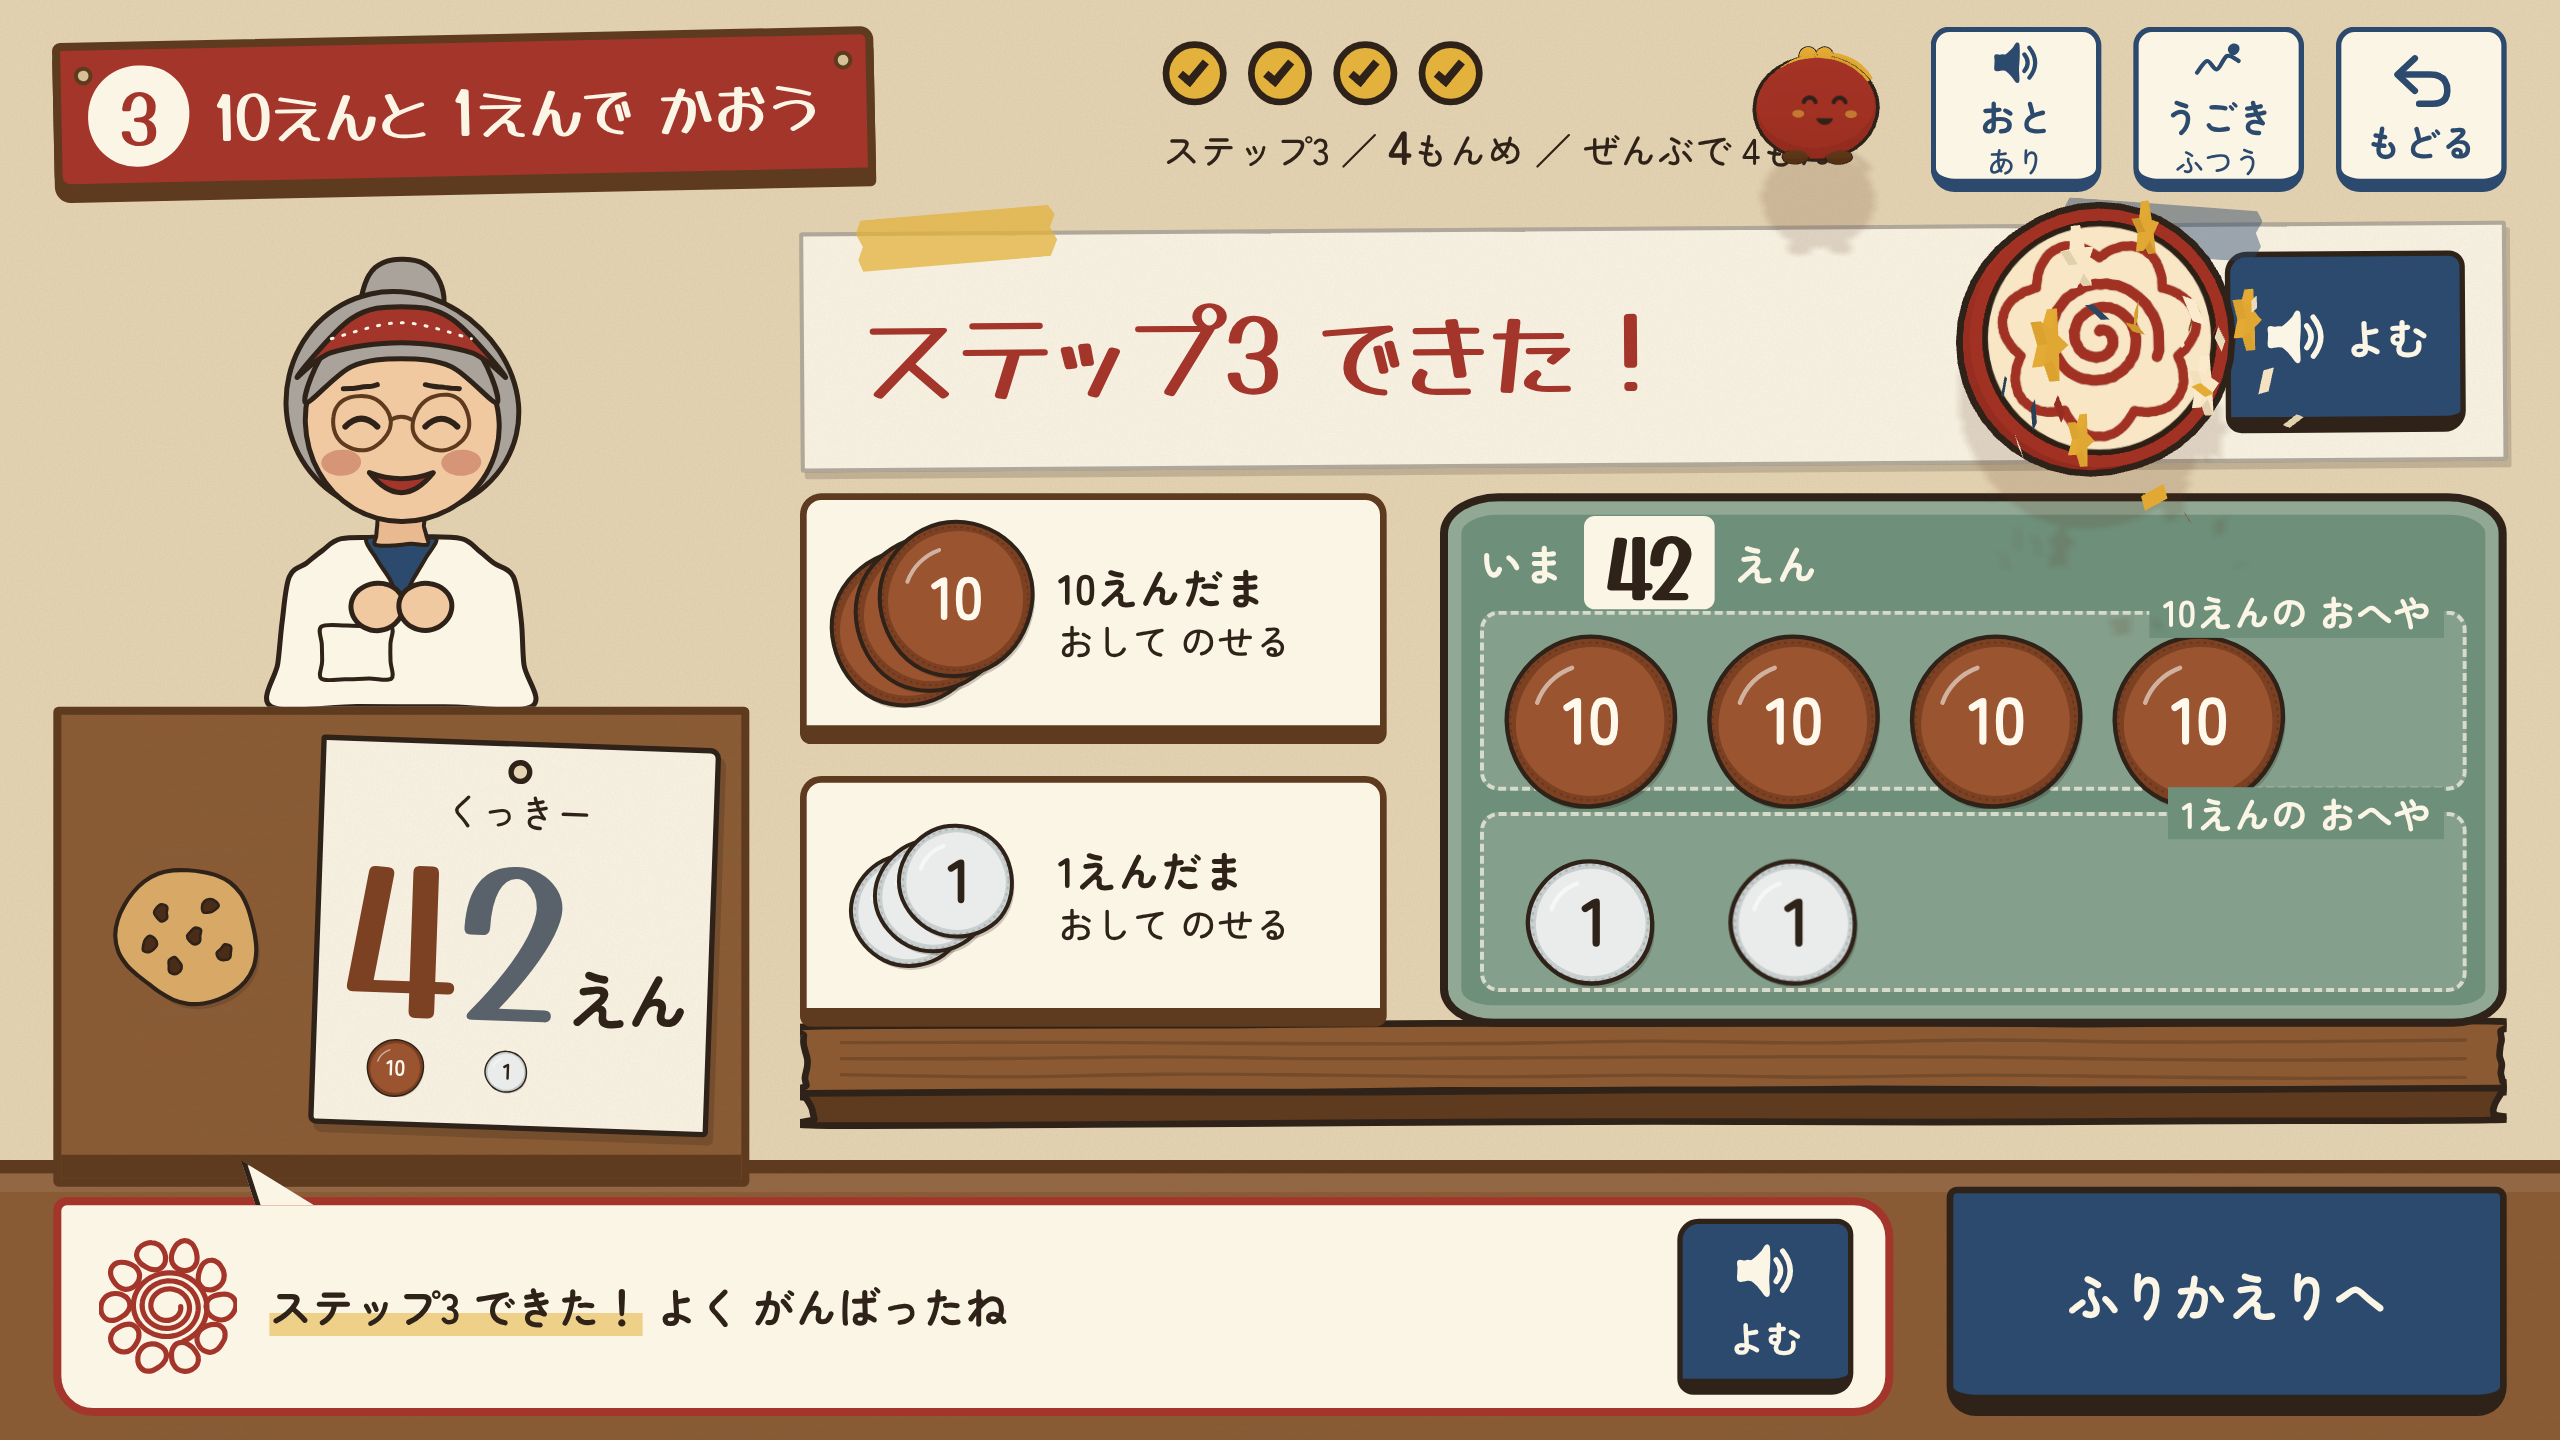 3 10えんと 1えんで かおう
ステップ3 ／ 4もんめ ／ ぜんぶで 4も
おと
あり
うごき
ふつう
もどる
ステップ3 できた！
よむ
10
10えんだま
おして のせる
1
1えんだま
おして のせる
いま 42 えん
10えんの おへや
10 10 10 10
1えんの おへや
1 1
くっきー
42えん
10 1
ステップ3 できた！ よく がんばったね
よむ
ふりかえりへ